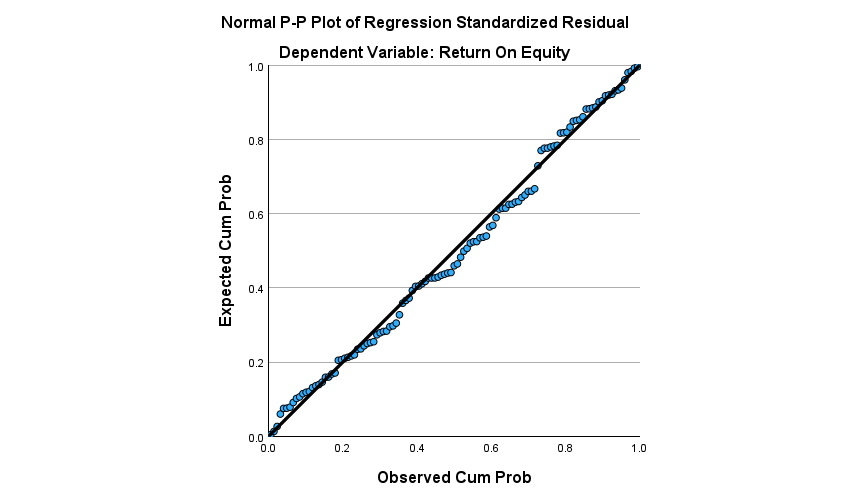 Normal P-P Plot of Regression Standardized Residual
Dependent Variable: Return On Equity
Expected Cum Prob
1.0
0.8
0.6
0.4
0.2
0.0
0.0 0.2 0.4 0.6 0.8 1.0
Observed Cum Prob